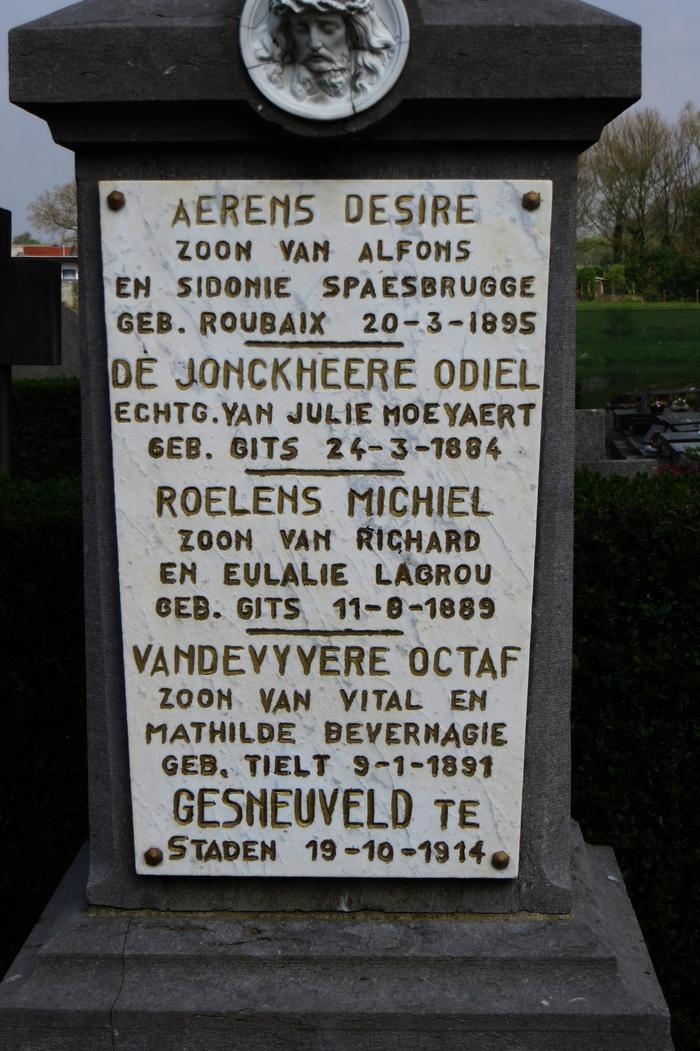 AERENS DESIRE
ZOON VAN ALFONS
EN SIDONIE SPAESBRUGGE
GEB. ROUBAIX 20-3-1895
DE JONCKHEERE ODIEL
ECHTG. VAN JULIE MOEYAERT
GEB. GITS 24-3-1884
ROELENS MICHIEL
ZOON VAN RICHARD
EN EULALIE LAGROU
GEB. GITS 11-8-1889
VANDEVYVERE OCTAF
ZOON VAN VITAL EN
MATHILDE BEVERNAGIE
GEB. TIELT 9-1-1891
GESNEUVELD TE
STADEN 19-10-1914